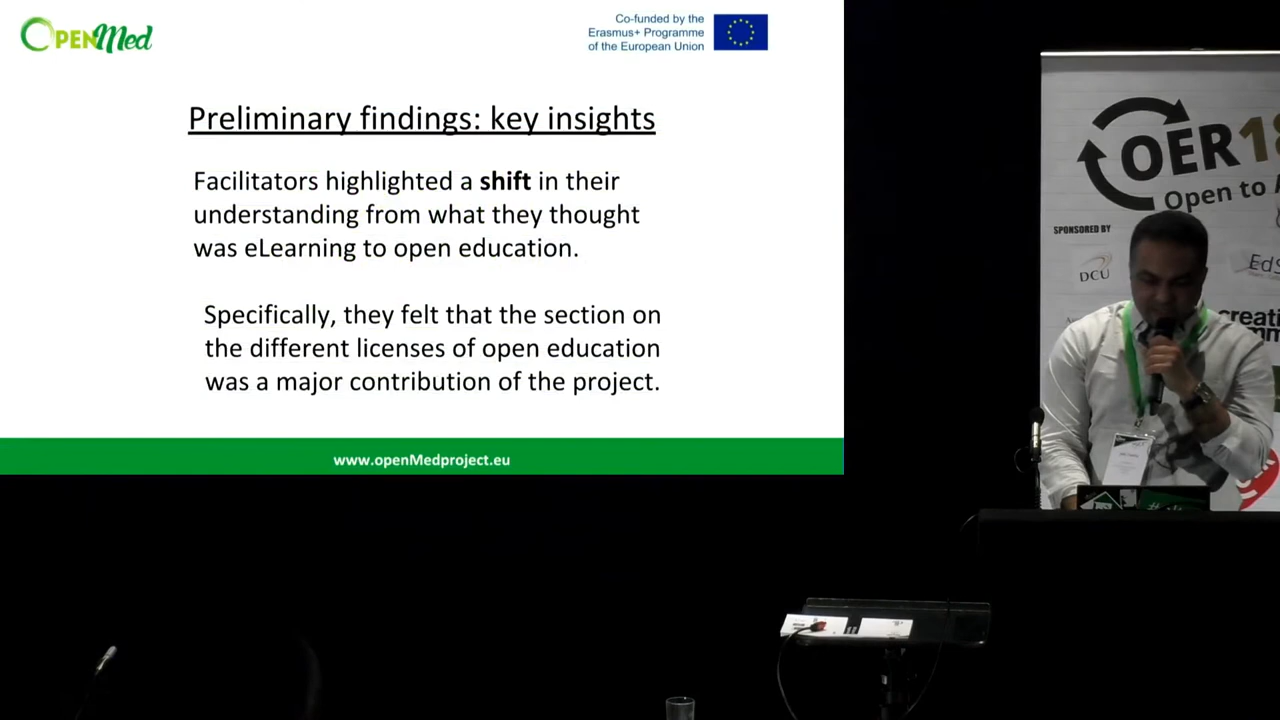 OPENMed
Co-funded by the
Erasmus+ Programme
of the European Union
Preliminary findings: key insights
Facilitators highlighted a shift in their
understanding from what they thought
was eLearning to open education.
Specifically, they felt that the section on
the different licenses of open education
was a major contribution of the project.
www.openMedproject.eu
OER18
Open to
SPONSORED BY
DCU